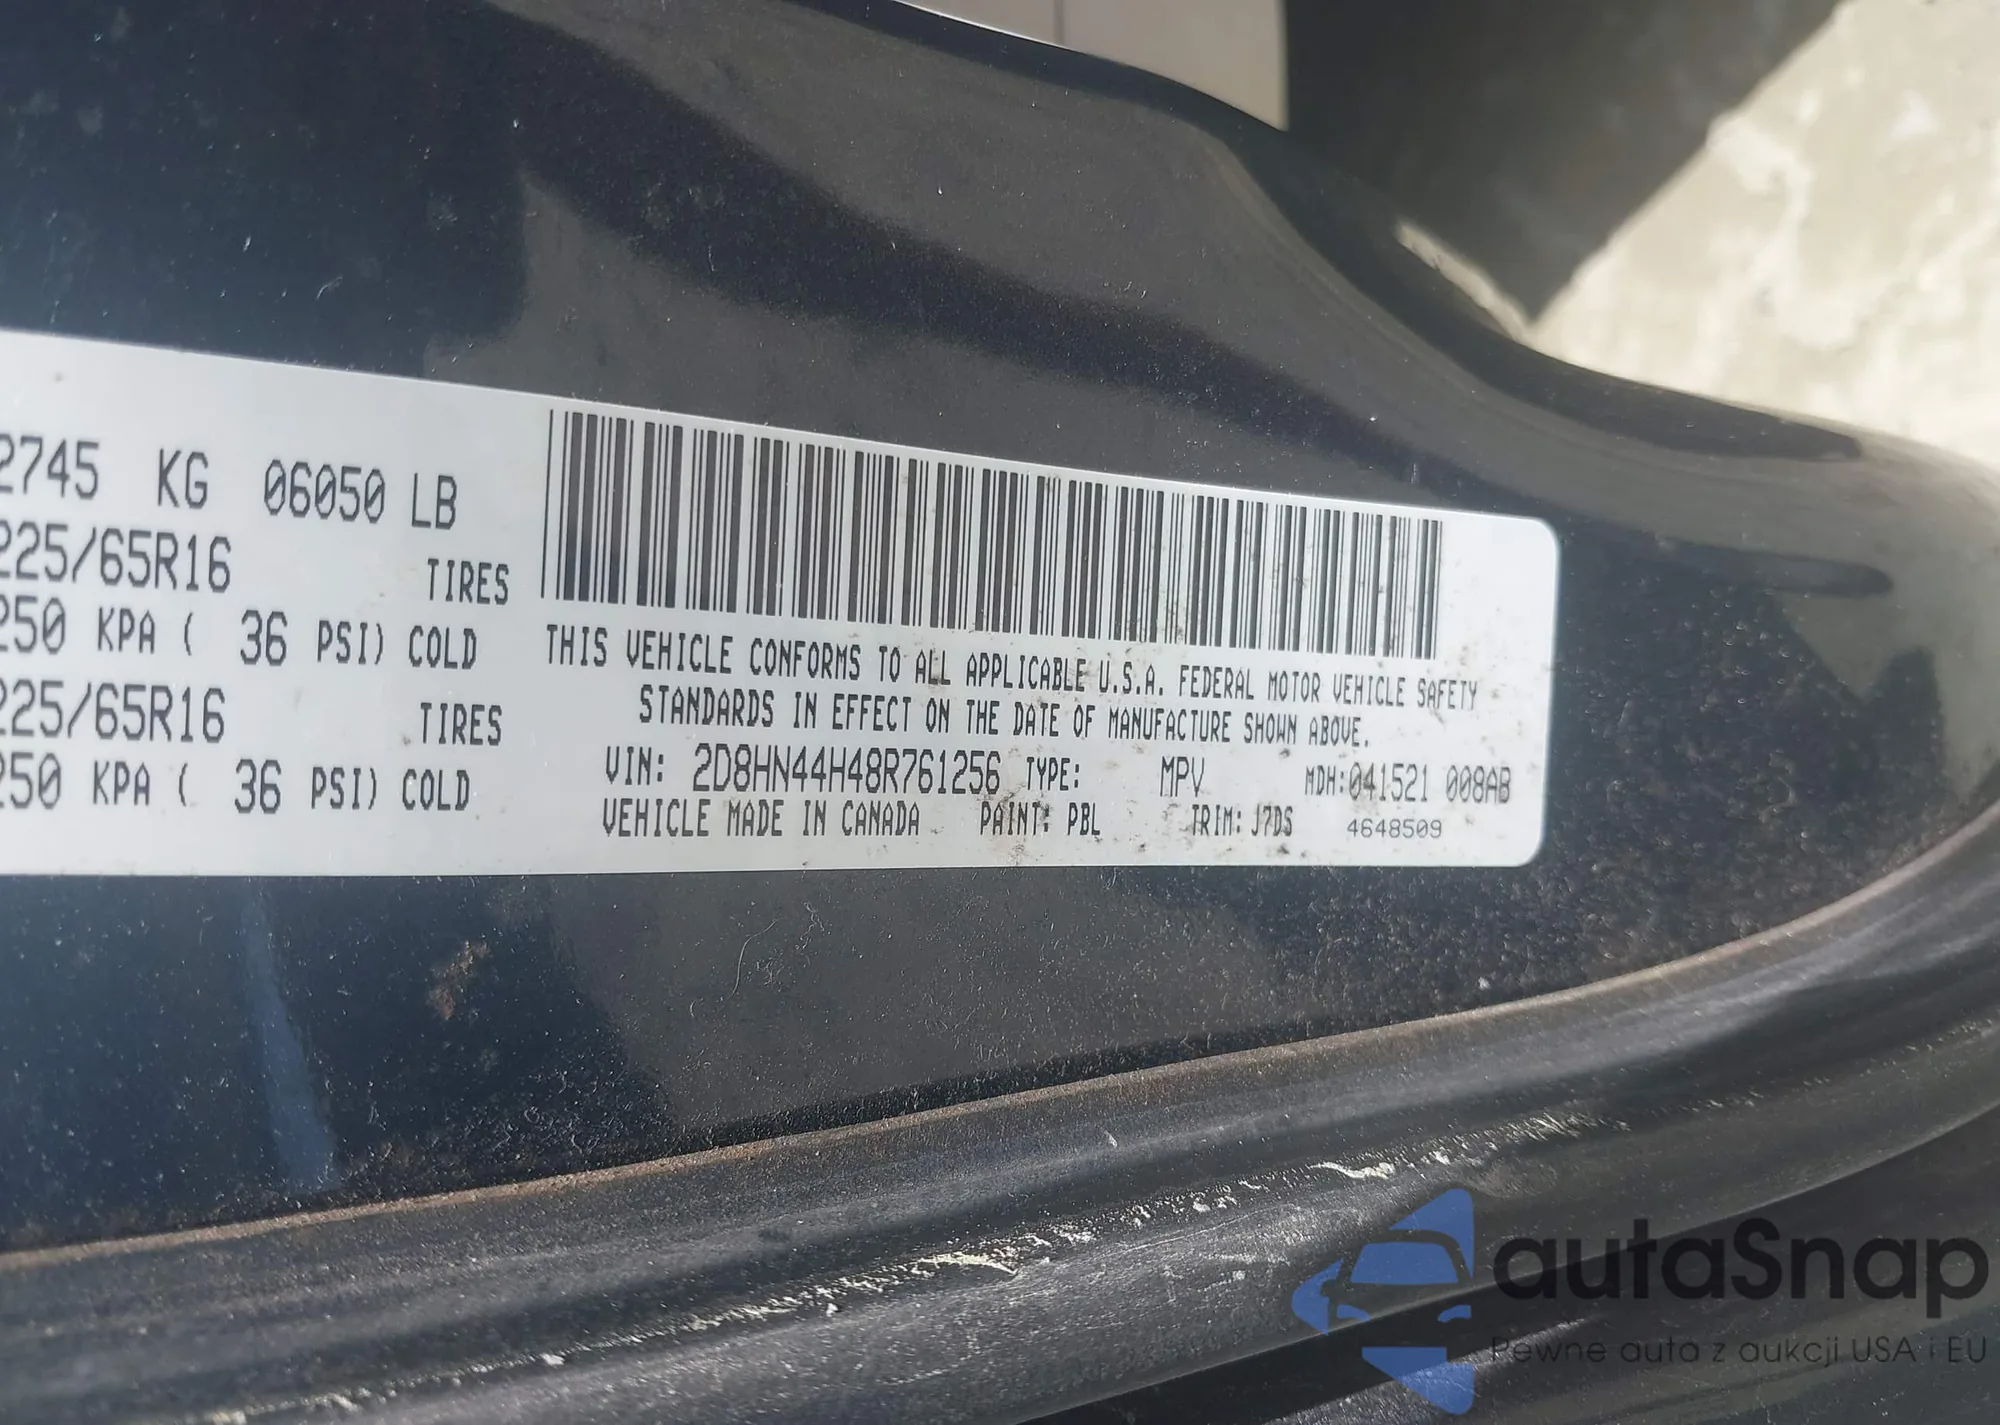 2745 KG 06050 LB
225/65R16 TIRES
250 KPA ( 36 PSI) COLD
225/65R16 TIRES
250 KPA ( 36 PSI) COLD
THIS VEHICLE CONFORMS TO ALL APPLICABLE U.S.A. FEDERAL MOTOR VEHICLE SAFETY
STANDARDS IN EFFECT ON THE DATE OF MANUFACTURE SHOWN ABOVE.
VIN: 2D8HN44H48R761256 TYPE: MPV MDH:041521 008AB
VEHICLE MADE IN CANADA PAINT: PBL TRIM: J7DS 4648509
autaSnap
Pewne auta z aukcji USA i EU